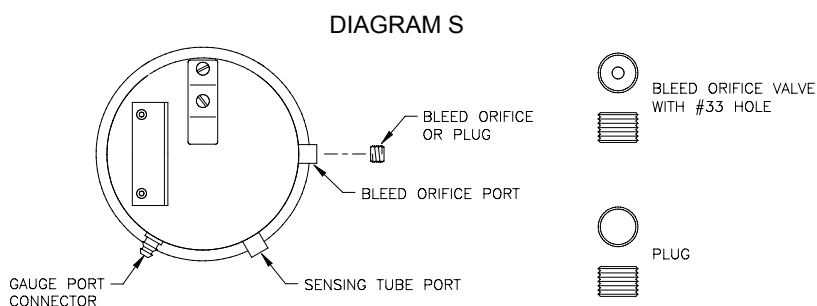 DIAGRAM S
BLEED ORIFICE
OR PLUG
BLEED ORIFICE PORT
SENSING TUBE PORT
GAUGE PORT
CONNECTOR
BLEED ORIFICE VALVE
WITH #33 HOLE
PLUG